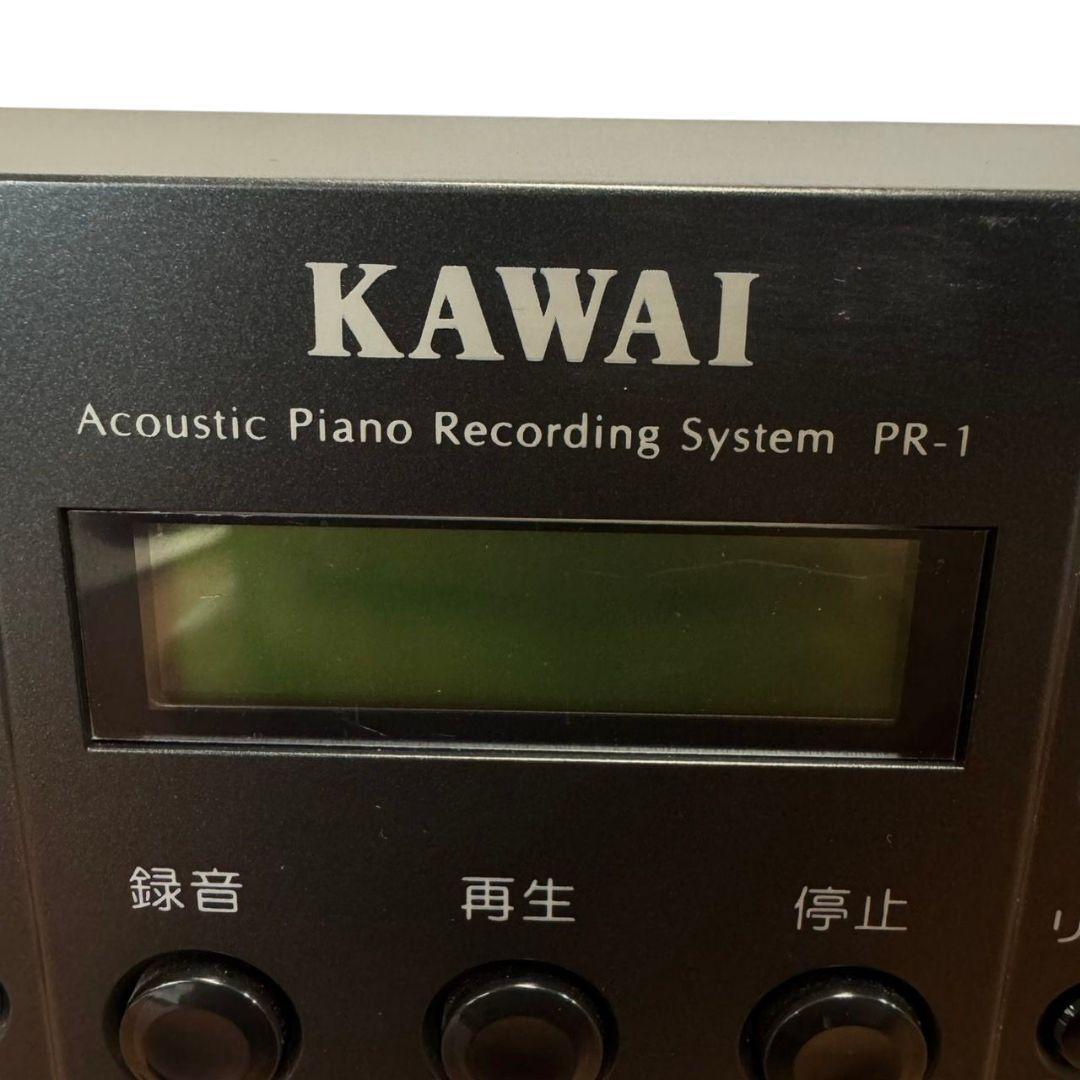 KAWAI
Acoustic Piano Recording System PR-1
録音 再生 停止